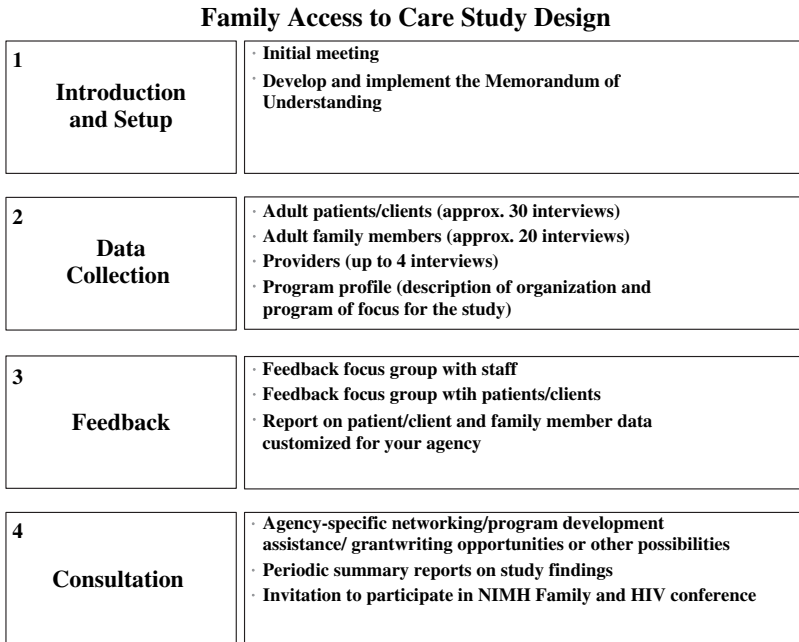 Family Access to Care Study Design
1
Introduction
and Setup
· Initial meeting
· Develop and implement the Memorandum of
Understanding
2
Data
Collection
· Adult patients/clients (approx. 30 interviews)
· Adult family members (approx. 20 interviews)
· Providers (up to 4 interviews)
· Program profile (description of organization and
program of focus for the study)
3
Feedback
· Feedback focus group with staff
· Feedback focus group wtih patients/clients
· Report on patient/client and family member data
customized for your agency
4
Consultation
· Agency-specific networking/program development
assistance/ grantwriting opportunities or other possibilities
· Periodic summary reports on study findings
· Invitation to participate in NIMH Family and HIV conference